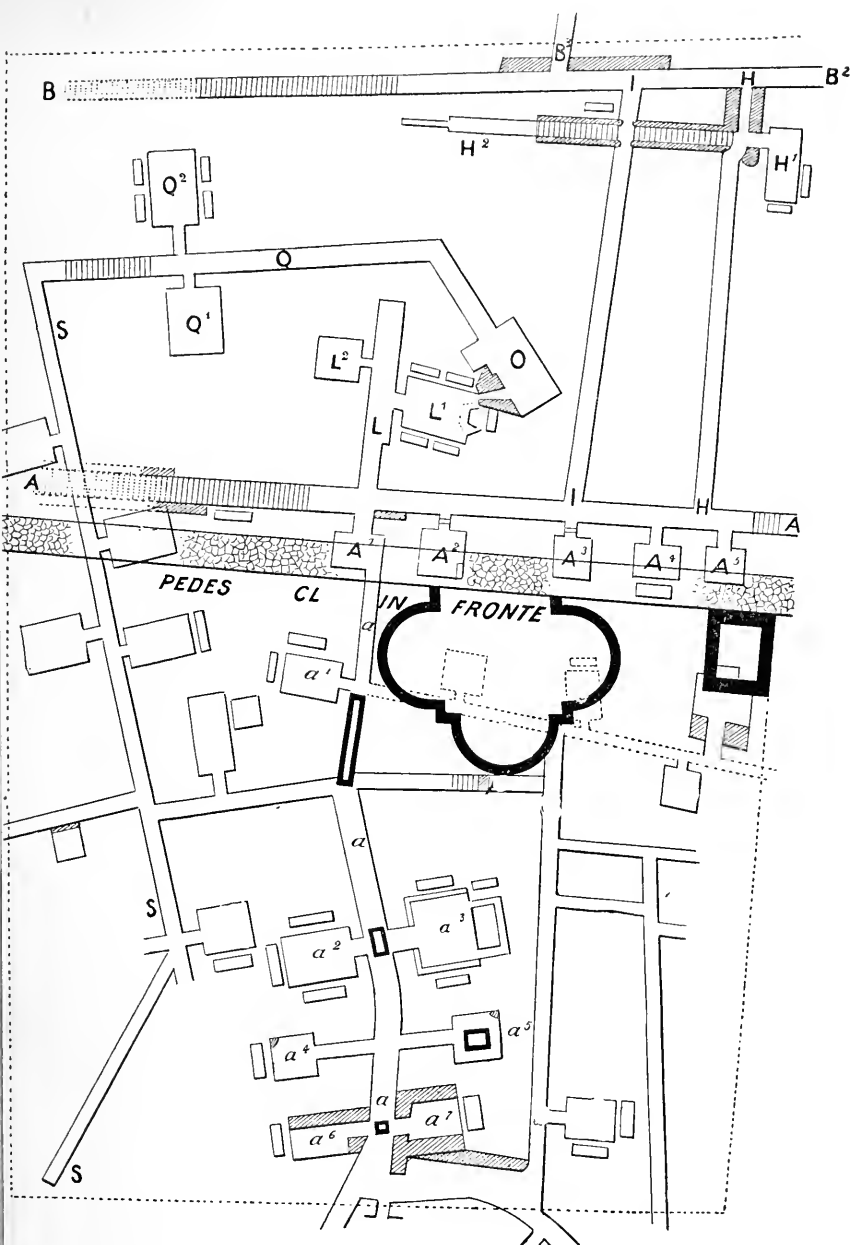 B³
B I H B²
H² H¹
Q²
Q
S Q¹
L² O
L¹
L
A I H A
A¹ A² A³ A⁴ A⁵
PEDES CL IN FRONTE
a
a¹
a
S a³
a²
a⁵
a⁴
a
a⁶ a⁷
S